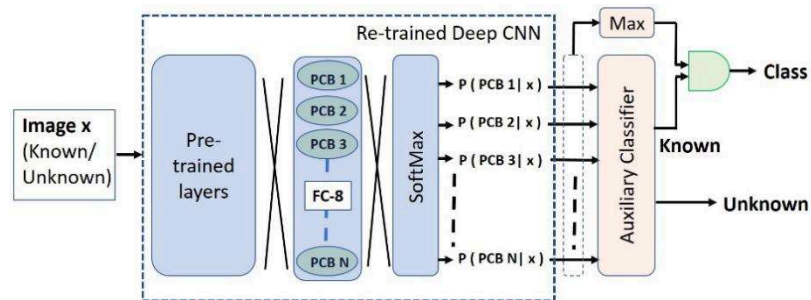 Re-trained Deep CNN
Max
Class
Image x
(Known/
Unknown)
Pre-
trained
layers
PCB 1
PCB 2
PCB 3
FC-8
PCB N
SoftMax
P ( PCB 1| x )
P ( PCB 2| x )
P ( PCB 3| x )
P ( PCB N| x )
Auxiliary Classifier
Known
Unknown